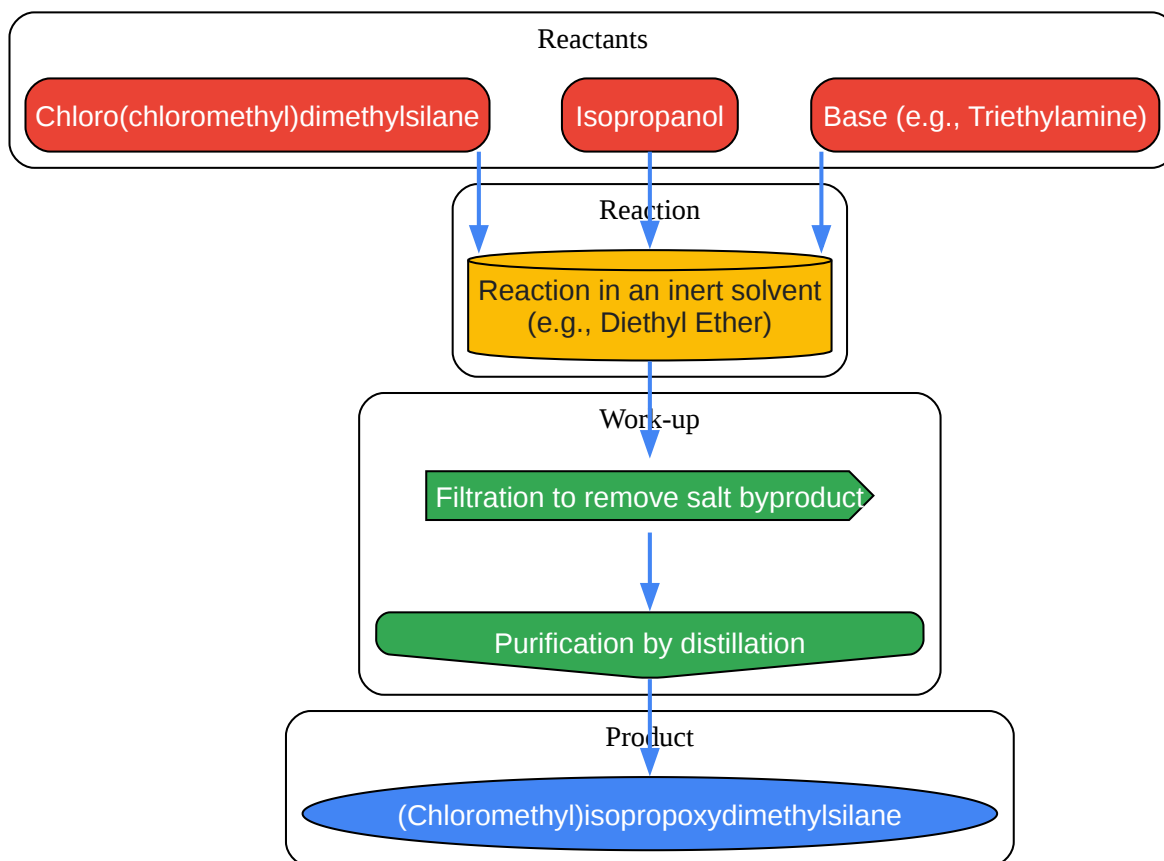 Reactants
Chloro(chloromethyl)dimethylsilane
Isopropanol
Base (e.g., Triethylamine)
Reaction
Reaction in an inert solvent
(e.g., Diethyl Ether)
Work-up
Filtration to remove salt byproduct
Purification by distillation
Product
(Chloromethyl)isopropoxydimethylsilane